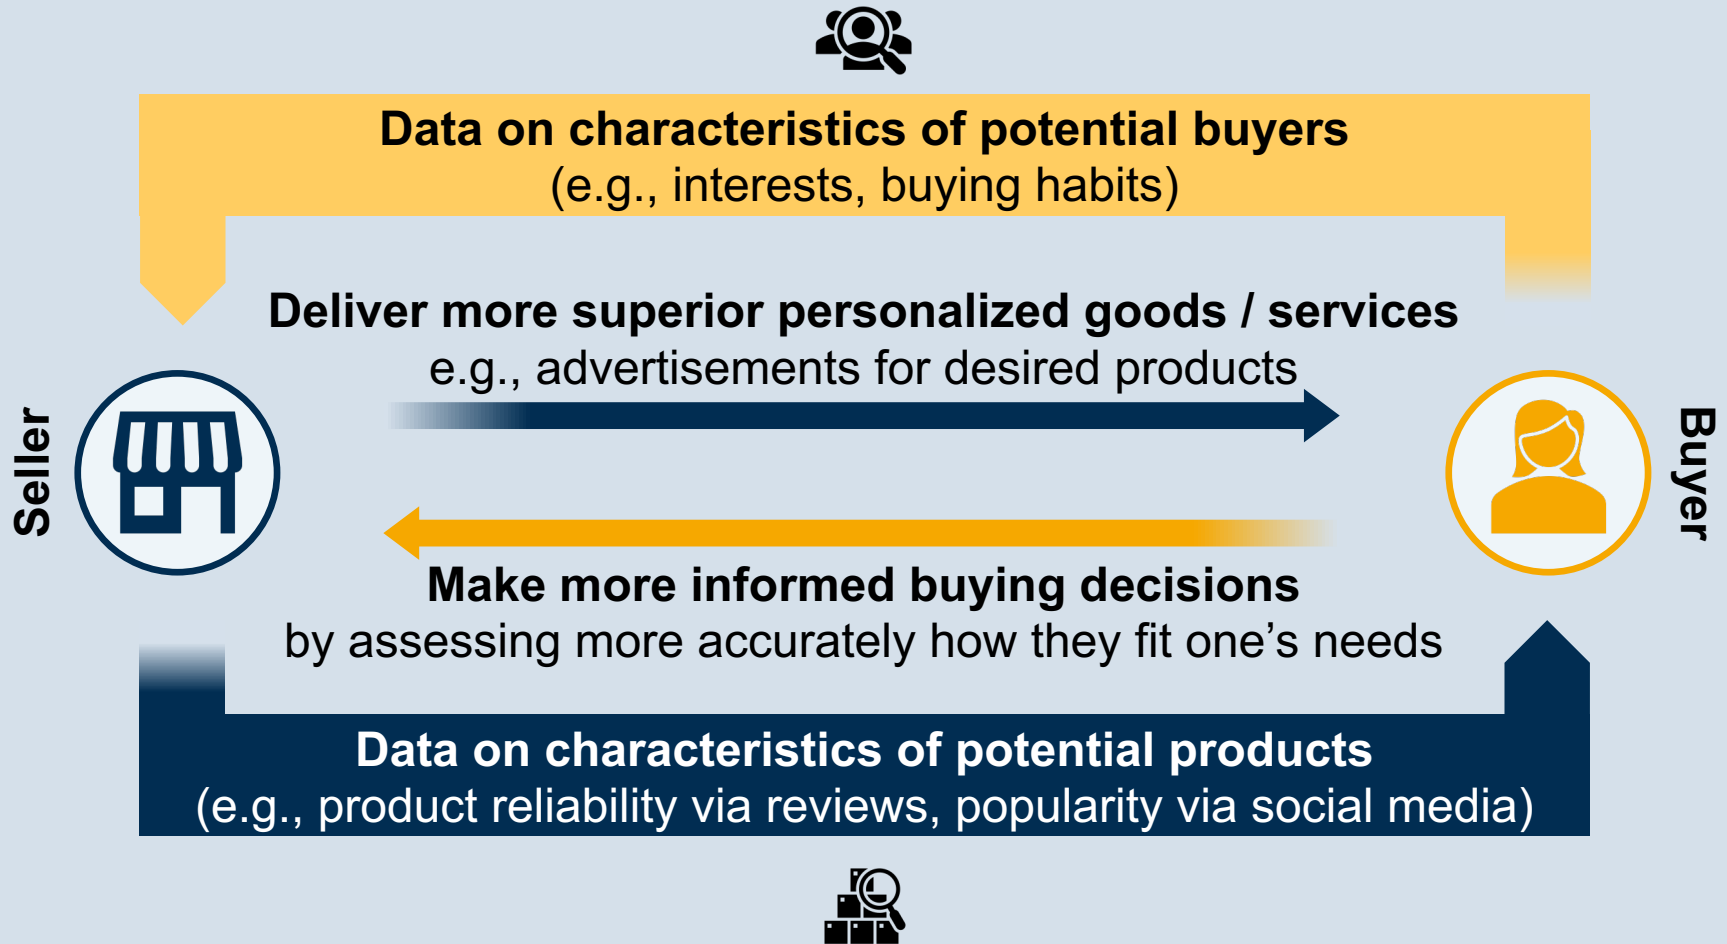 Data on characteristics of potential buyers
(e.g., interests, buying habits)
Deliver more superior personalized goods / services
e.g., advertisements for desired products
Seller
Buyer
Make more informed buying decisions
by assessing more accurately how they fit one’s needs
Data on characteristics of potential products
(e.g., product reliability via reviews, popularity via social media)